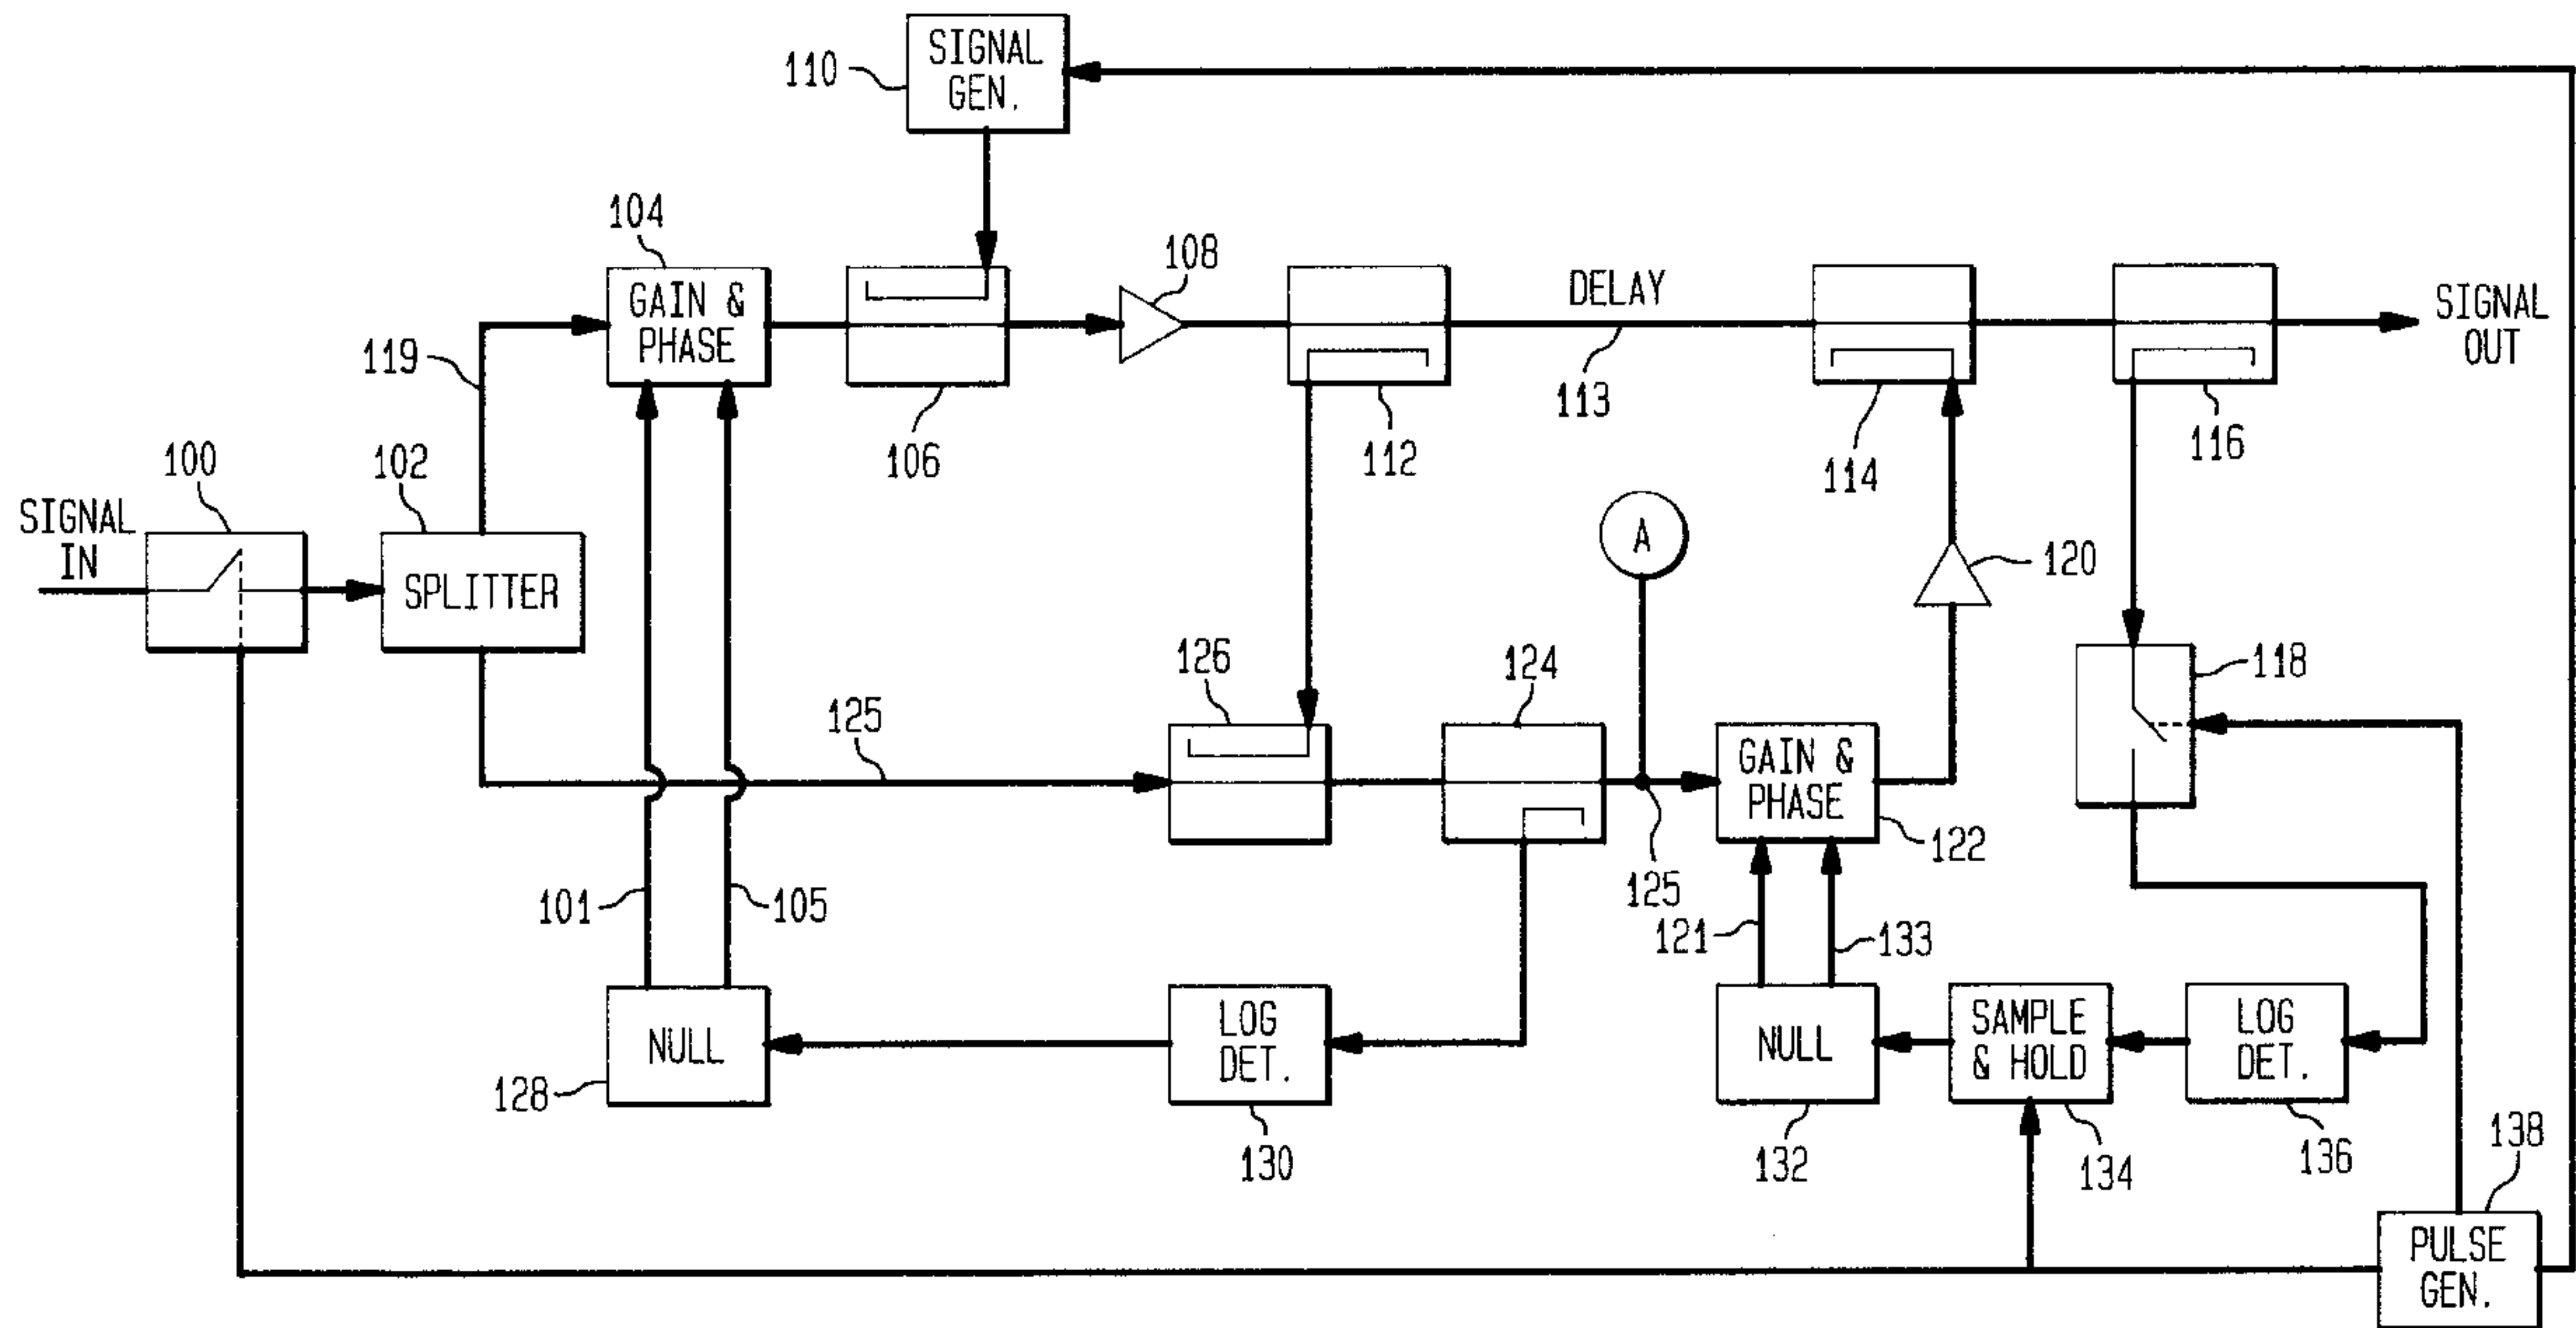 SIGNAL
GEN.
110
104
GAIN &
PHASE
108
DELAY
SIGNAL
OUT
119
106
112
113
114
116
100
102
SIGNAL
IN
SPLITTER
A
120
118
126
124
125
GAIN &
PHASE
122
125
101
105
121
133
NULL
128
LOG
DET.
130
NULL
132
SAMPLE
& HOLD
134
LOG
DET.
136
138
PULSE
GEN.